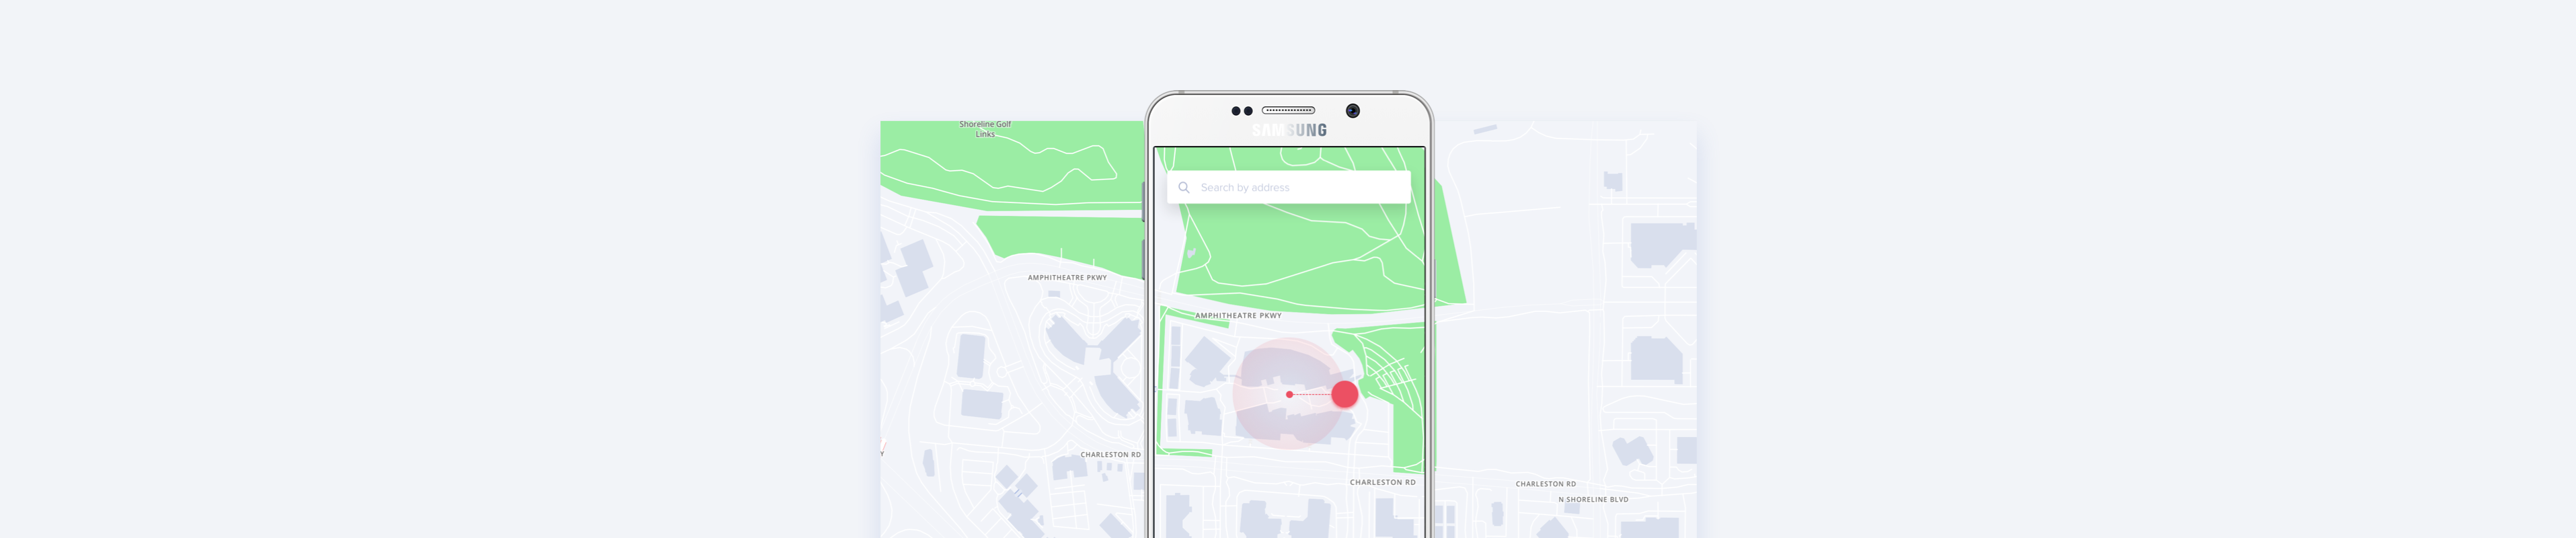 Shoreline Golf
Links
SAMSUNG
Search by address
AMPHITHEATRE PKWY
AMPHITHEATRE PKWY
CHARLESTON RD
Y
CHARLESTON RD
CHARLESTON RD
N SHORELINE BLVD